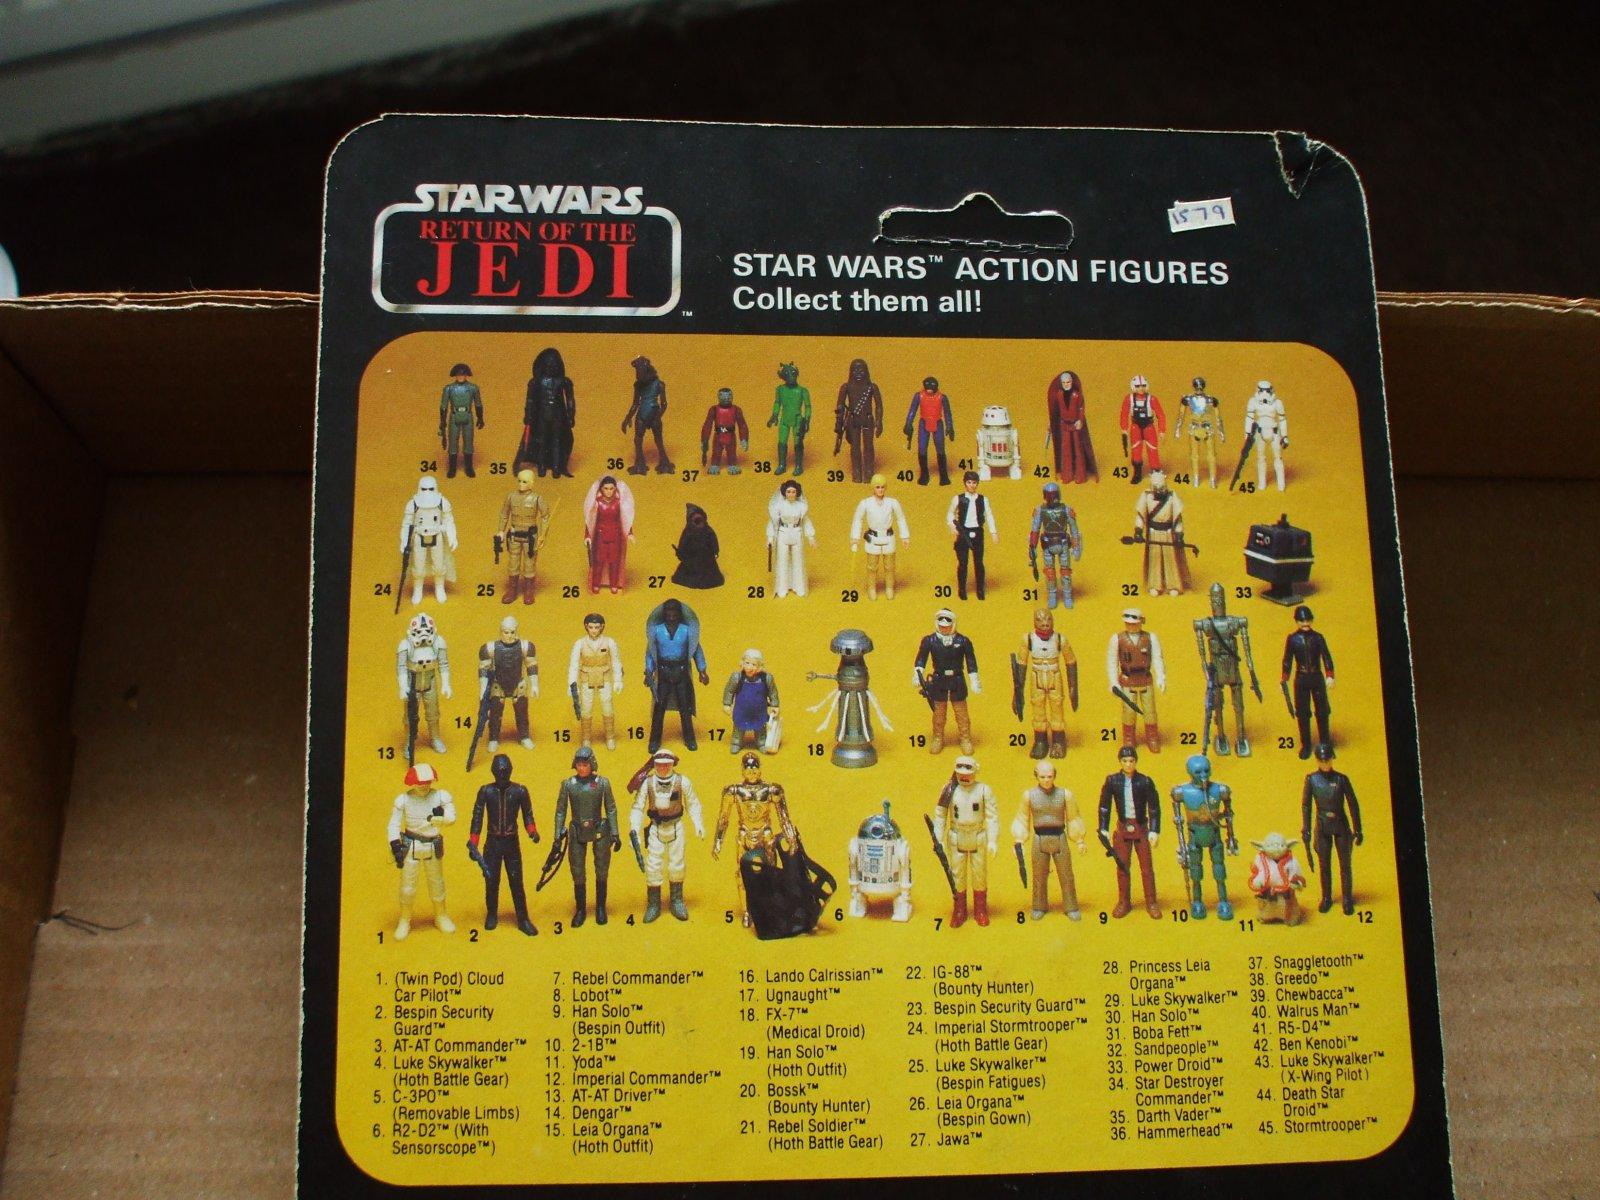 STAR WARS
RETURN OF THE
JEDI
™
STAR WARS™ ACTION FIGURES
Collect them all!
1579
34 35 36 37 38 39 40 41 42 43 44 45
24 25 26 27 28 29 30 31 32 33
13 14 15 16 17 18 19 20 21 22 23
1 2 3 4 5 6 7 8 9 10 11 12
1. (Twin Pod) Cloud
Car Pilot™
2. Bespin Security
Guard™
3. AT-AT Commander™
4. Luke Skywalker™
(Hoth Battle Gear)
5. C-3PO™
(Removable Limbs)
6. R2-D2™ (With
Sensorscope™)
7. Rebel Commander™
8. Lobot™
9. Han Solo™
(Bespin Outfit)
10. 2-1B™
11. Yoda™
12. Imperial Commander™
13. AT-AT Driver™
14. Dengar™
15. Leia Organa™
(Hoth Outfit)
16. Lando Calrissian™
17. Ugnaught™
18. FX-7™
(Medical Droid)
19. Han Solo™
(Hoth Outfit)
20. Bossk™
(Bounty Hunter)
21. Rebel Soldier™
(Hoth Battle Gear)
22. IG-88™
(Bounty Hunter)
23. Bespin Security Guard™
24. Imperial Stormtrooper™
(Hoth Battle Gear)
25. Luke Skywalker™
(Bespin Fatigues)
26. Leia Organa™
(Bespin Gown)
27. Jawa™
28. Princess Leia
Organa™
29. Luke Skywalker™
30. Han Solo™
31. Boba Fett™
32. Sandpeople™
33. Power Droid™
34. Star Destroyer
Commander™
35. Darth Vader™
36. Hammerhead™
37. Snaggletooth™
38. Greedo™
39. Chewbacca™
40. Walrus Man™
41. R5-D4™
42. Ben Kenobi™
43. Luke Skywalker™
(X-Wing Pilot)
44. Death Star
Droid™
45. Stormtrooper™